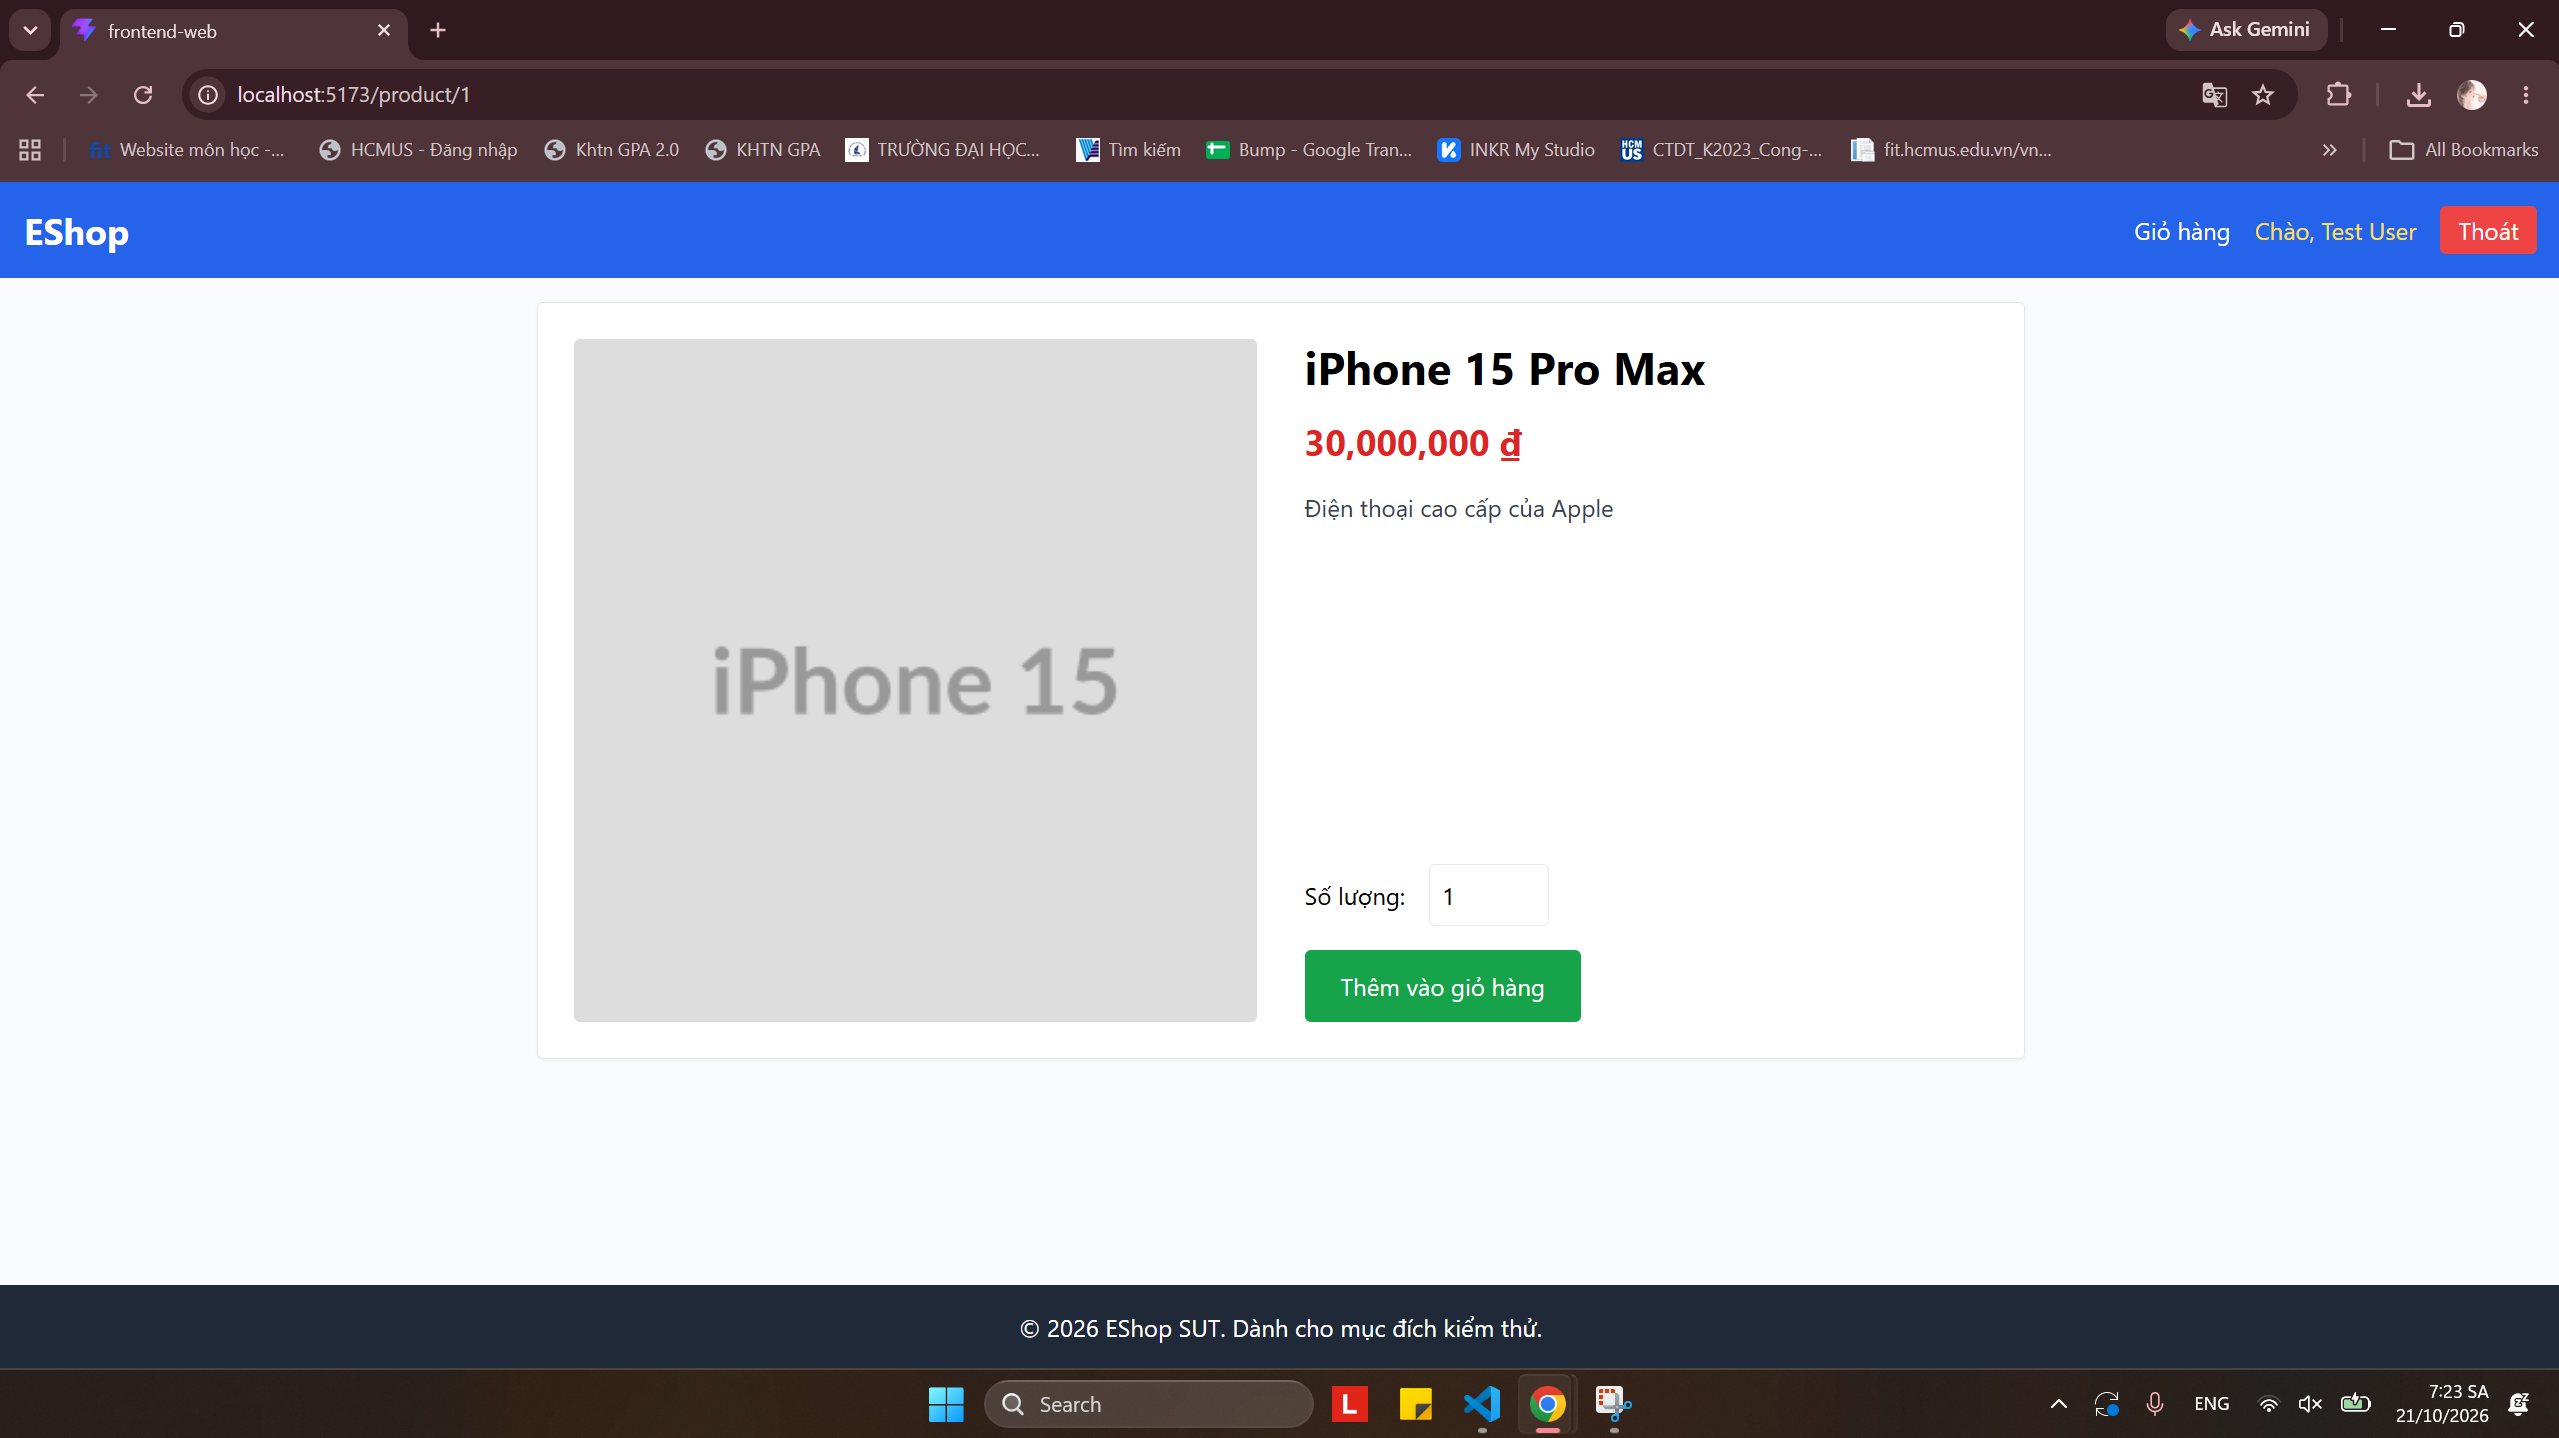 frontend-web
Ask Gemini
localhost:5173/product/1
fit Website môn học -...
HCMUS - Đăng nhập
Khtn GPA 2.0
KHTN GPA
TRƯỜNG ĐẠI HỌC...
Tìm kiếm
Bump - Google Tran...
INKR My Studio
HCM US CTDT_K2023_Cong-...
fit.hcmus.edu.vn/vn...
All Bookmarks
EShop
Giỏ hàng
Chào, Test User
Thoát
iPhone 15
iPhone 15 Pro Max
30,000,000 ₫
Điện thoại cao cấp của Apple
Số lượng: 1
Thêm vào giỏ hàng
© 2026 EShop SUT. Dành cho mục đích kiểm thử.
Search
L
ENG
7:23 SA
21/10/2026